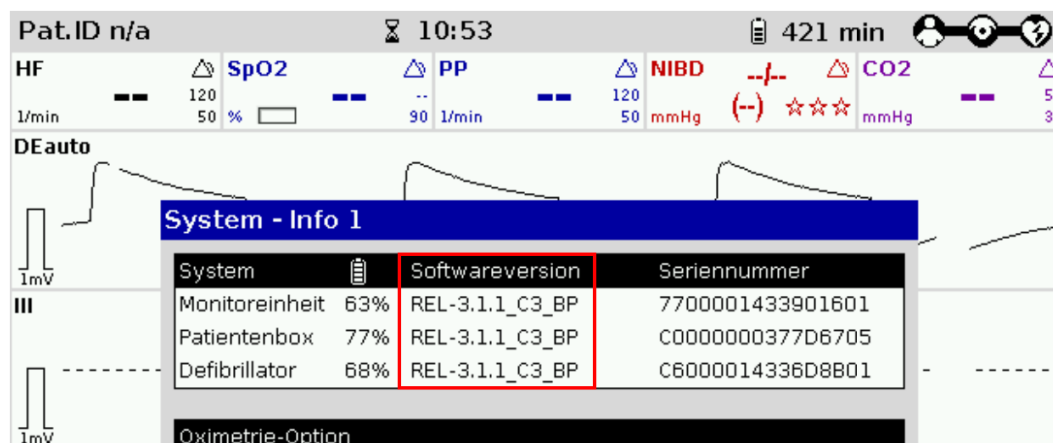 Pat.ID n/a 10:53 421 min
HF 120 50 -- 1/min
SpO2 -- 90 -- %
PP 120 50 -- 1/min
NIBD --/-- (--) mmHg
CO2 -- 5 3 mmHg
DEauto
1mV
System - Info 1
System Softwareversion Seriennummer
Monitoreinheit 63% REL-3.1.1_C3_BP 7700001433901601
Patientenbox 77% REL-3.1.1_C3_BP C0000000377D6705
Defibrillator 68% REL-3.1.1_C3_BP C6000014336D8B01
III
1mV
Oximetrie-Option